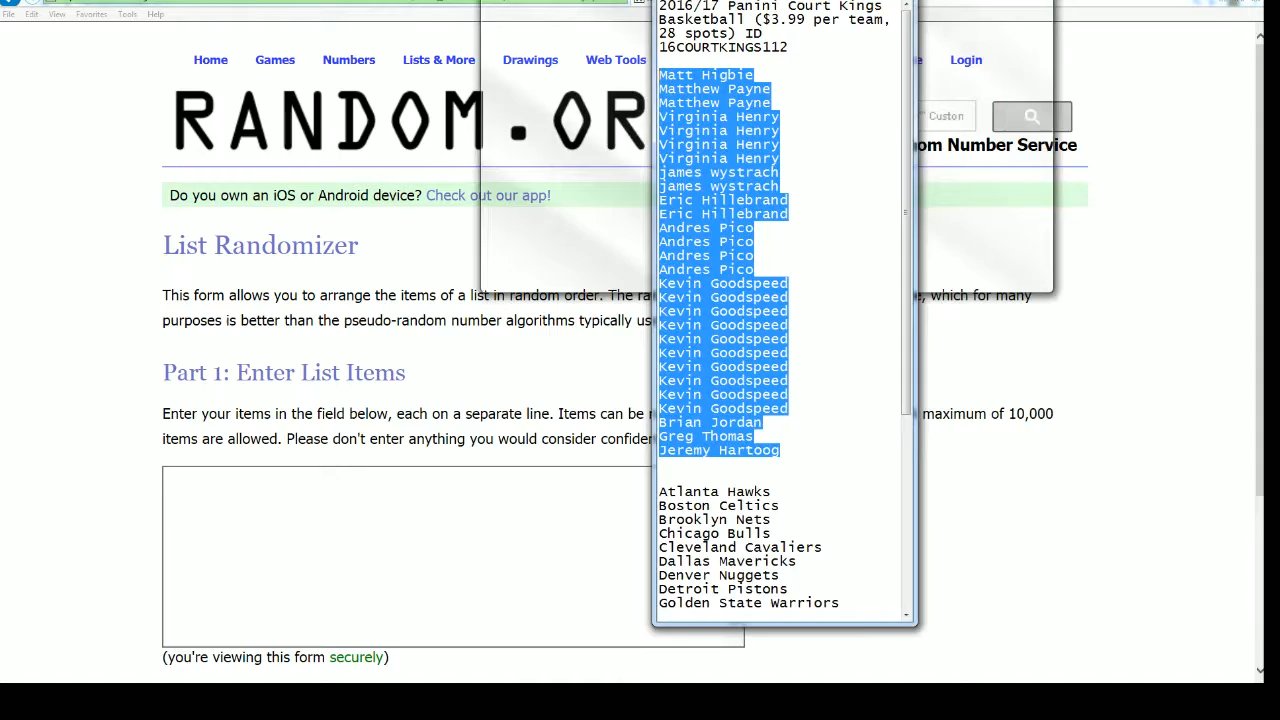 File Edit View Favorites Tools Help
Home Games Numbers Lists & More Drawings Web Tools Login
RANDOM.OR
Custom
Number Service
Do you own an iOS or Android device? Check out our app!
List Randomizer
This form allows you to arrange the items of a list in random order. The , which for many
purposes is better than the pseudo-random number algorithms typically
Part 1: Enter List Items
Enter your items in the field below, each on a separate line. Items can be maximum of 10,000
items are allowed. Please don't enter anything you would consider
(you're viewing this form securely)
2016/17 Panini Court Kings
Basketball ($3.99 per team,
28 spots) ID
16COURTKINGS112
Matt Higbie
Matthew Payne
Matthew Payne
Virginia Henry
Virginia Henry
Virginia Henry
Virginia Henry
james wystrach
james wystrach
Eric Hillebrand
Eric Hillebrand
Andres Pico
Andres Pico
Andres Pico
Andres Pico
Kevin Goodspeed
Kevin Goodspeed
Kevin Goodspeed
Kevin Goodspeed
Kevin Goodspeed
Kevin Goodspeed
Kevin Goodspeed
Kevin Goodspeed
Kevin Goodspeed
Kevin Goodspeed
Brian Jordan
Greg Thomas
Jeremy Hartoog
Atlanta Hawks
Boston Celtics
Brooklyn Nets
Chicago Bulls
Cleveland Cavaliers
Dallas Mavericks
Denver Nuggets
Detroit Pistons
Golden State Warriors